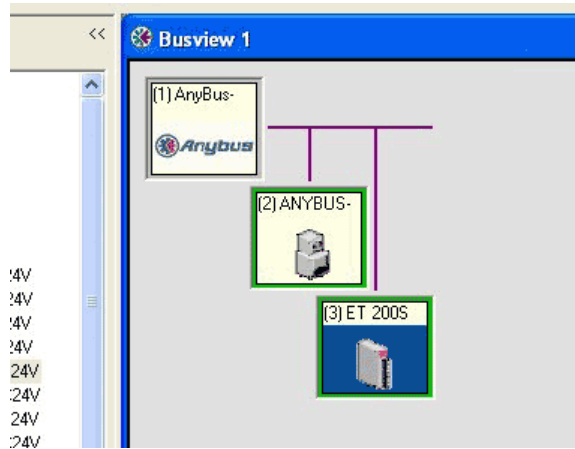 <<
Busview 1
(1) AnyBus-
Anybus
(2) ANYBUS-
(3) ET 200S
24V
24V
24V
24V
24V
:24V
24V
:24V